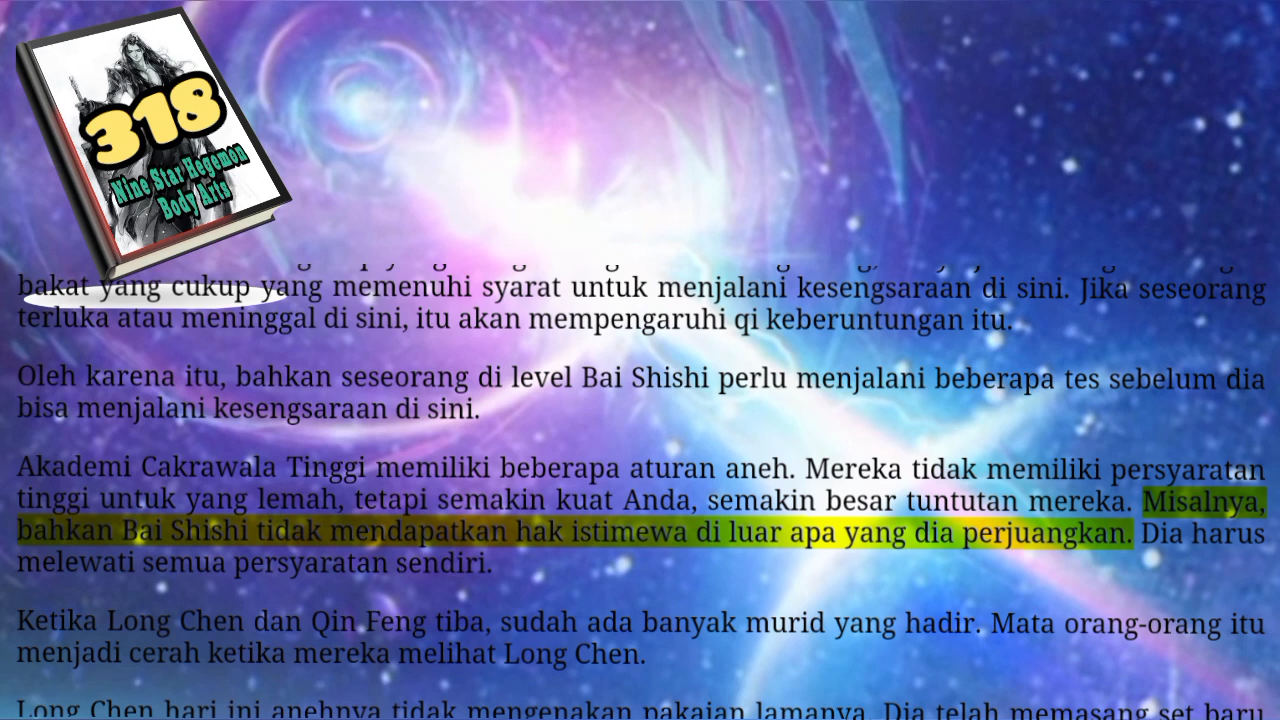 318
Nine Star Hegemon
Body Arts
bakat yang cukup yang memenuhi syarat untuk menjalani kesengsaraan di sini. Jika seseorang
terluka atau meninggal di sini, itu akan mempengaruhi qi keberuntungan itu.
Oleh karena itu, bahkan seseorang di level Bai Shishi perlu menjalani beberapa tes sebelum dia
bisa menjalani kesengsaraan di sini.
Akademi Cakrawala Tinggi memiliki beberapa aturan aneh. Mereka tidak memiliki persyaratan
tinggi untuk yang lemah, tetapi semakin kuat Anda, semakin besar tuntutan mereka. Misalnya,
bahkan Bai Shishi tidak mendapatkan hak istimewa di luar apa yang dia perjuangkan. Dia harus
melewati semua persyaratan sendiri.
Ketika Long Chen dan Qin Feng tiba, sudah ada banyak murid yang hadir. Mata orang-orang itu
menjadi cerah ketika mereka melihat Long Chen.
Long Chen hari ini anehnya tidak mengenakan pakaian lamanya. Dia telah memasang set baru